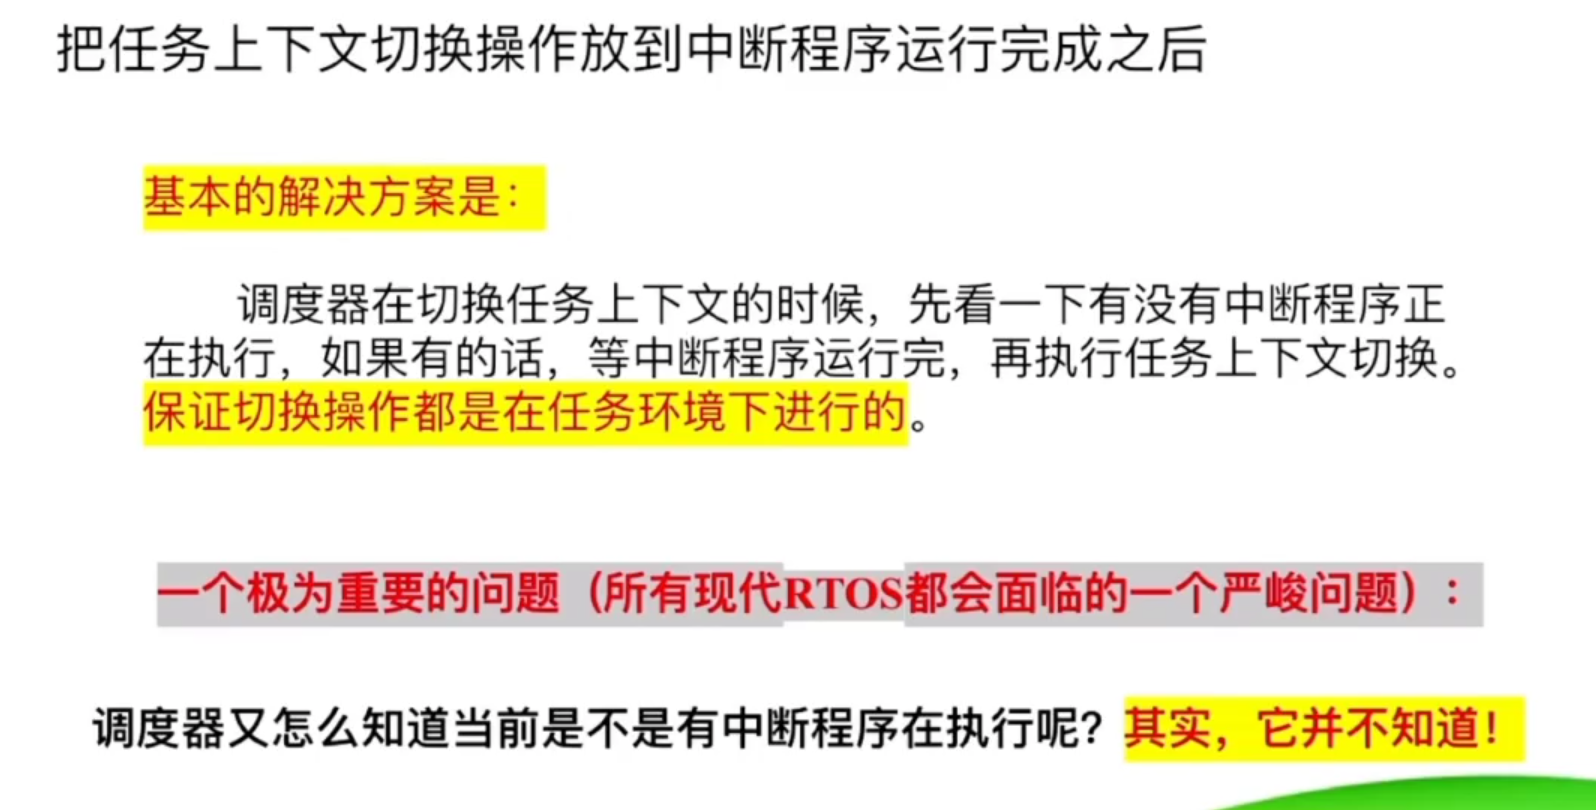 把任务上下文切换操作放到中断程序运行完成之后
基本的解决方案是：
调度器在切换任务上下文的时候，先看一下有没有中断程序正
在执行，如果有的话，等中断程序运行完，再执行任务上下文切换。
保证切换操作都是在任务环境下进行的。
一个极为重要的问题（所有现代RTOS都会面临的一个严峻问题）：
调度器又怎么知道当前是不是有中断程序在执行呢？其实，它并不知道！